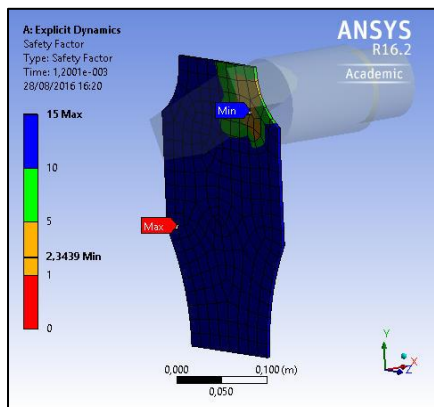 A: Explicit Dynamics
Safety Factor
Type: Safety Factor
Time: 1,2001e-003
28/08/2016 16:20
ANSYS
R16.2
Academic
15 Max
10
5
2,3439 Min
1
0
Min
Max
0,000
0,100 (m)
0,050
Y
X
Z